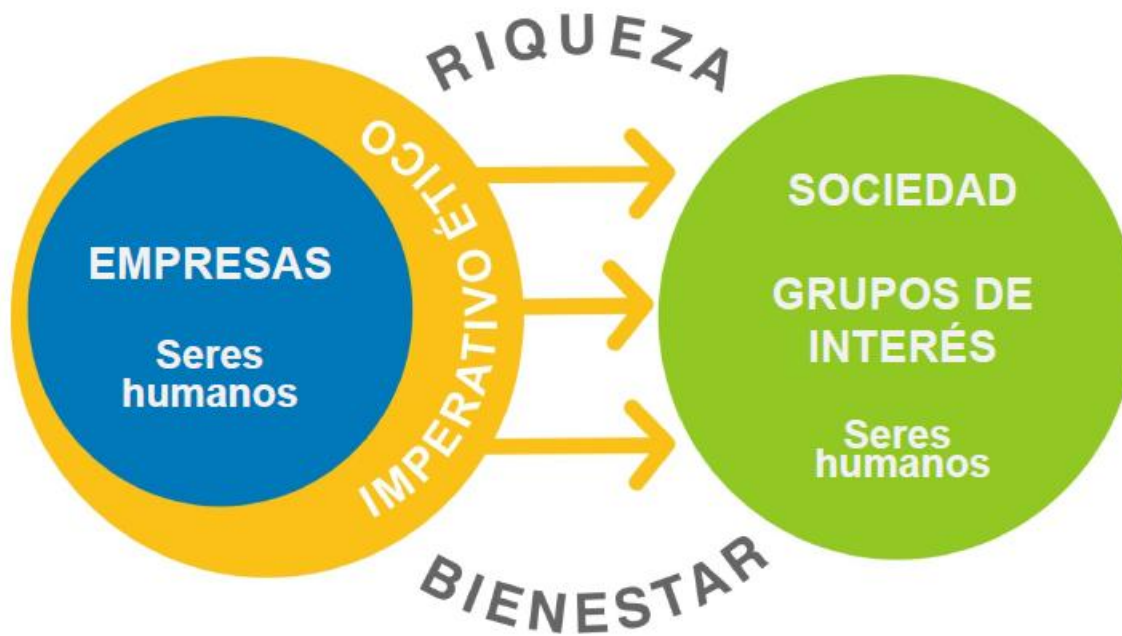 RIQUEZA
EMPRESAS
Seres
humanos
IMPERATIVO ÉTICO
SOCIEDAD
GRUPOS DE
INTERÉS
Seres
humanos
BIENESTAR